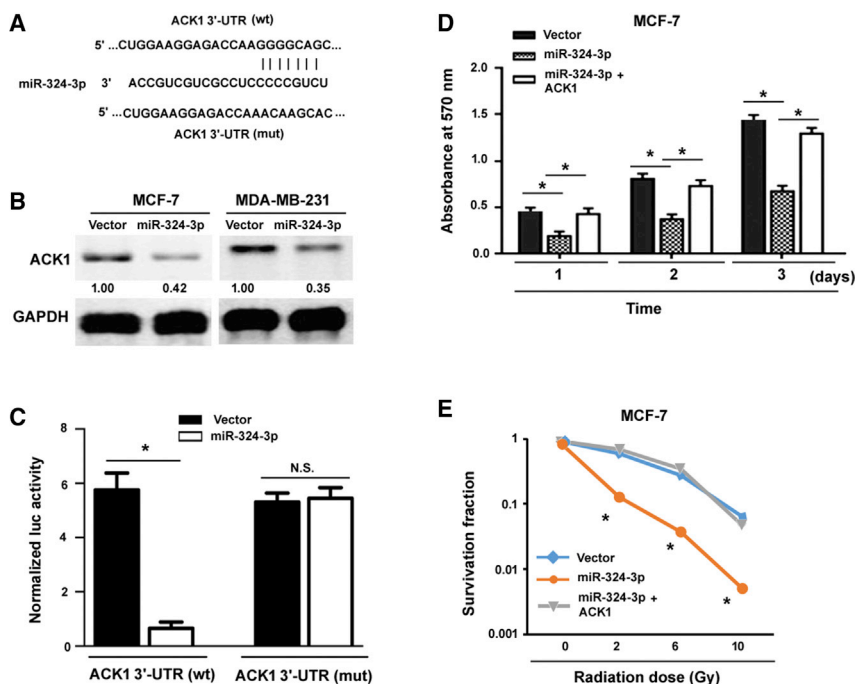 A
ACK1 3'-UTR (wt)
5' ...CUGGAAGGAGACCAAGGGGCAGC...
miR-324-3p 3' ACCGUCGUCGCCUCCCCCGUCU
5' ...CUGGAAGGAGACCAAACAAGCAC ...
ACK1 3'-UTR (mut)
B
MCF-7 MDA-MB-231
Vector miR-324-3p Vector miR-324-3p
ACK1
1.00 0.42 1.00 0.35
GAPDH
C
Vector
miR-324-3p
Normalized luc activity
8
6
4
2
0
*
N.S.
ACK1 3'-UTR (wt) ACK1 3'-UTR (mut)
D
MCF-7
Vector
miR-324-3p
miR-324-3p +
ACK1
Absorbance at 570 nm
2.0
1.5
1.0
0.5
0.0
* * * * * *
1 2 3 (days)
Time
E
MCF-7
Survivation fraction
1
0.1
0.01
0.001
* * *
Vector
miR-324-3p
miR-324-3p +
ACK1
0 2 6 10
Radiation dose (Gy)